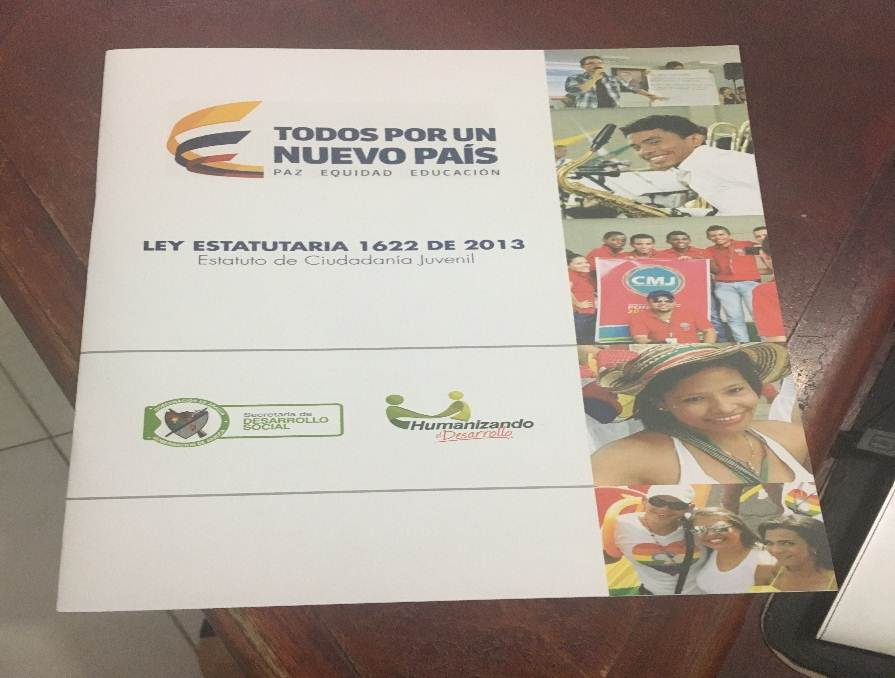 TODOS POR UN
NUEVO PAÍS
PAZ EQUIDAD EDUCACIÓN
LEY ESTATUTARIA 1622 DE 2013
Estatuto de Ciudadanía Juvenil
CMJ
Secretaría de
DESARROLLO
SOCIAL
Humanizando
el Desarrollo